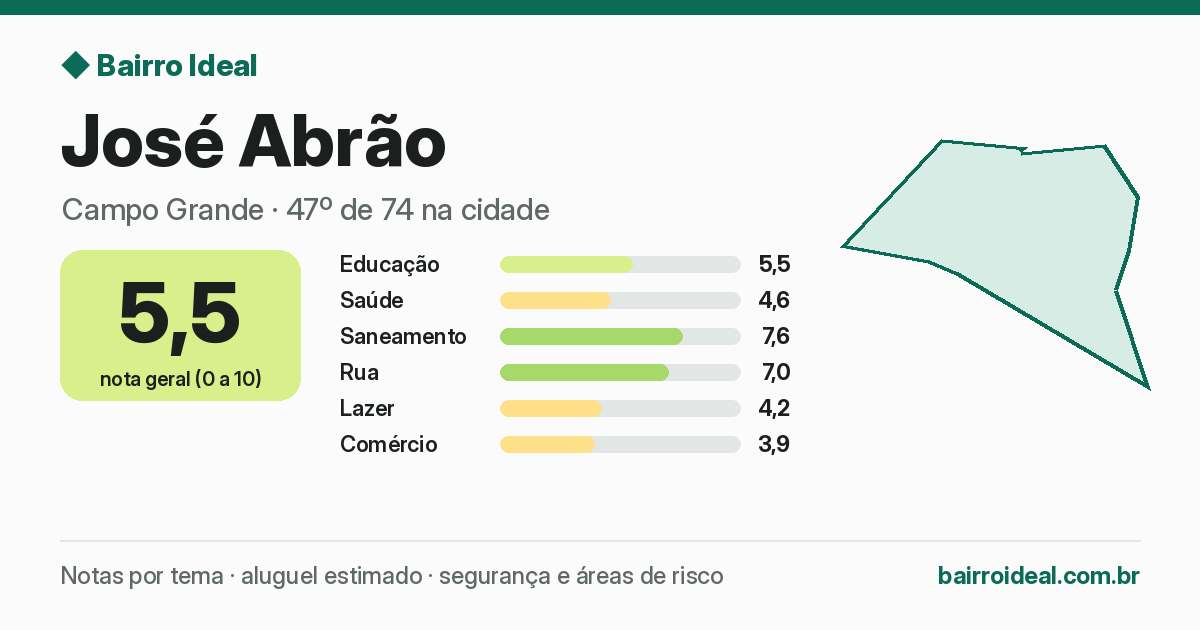 Bairro Ideal
José Abrão
Campo Grande · 47º de 74 na cidade
5,5
nota geral (0 a 10)
Educação 5,5
Saúde 4,6
Saneamento 7,6
Rua 7,0
Lazer 4,2
Comércio 3,9
Notas por tema · aluguel estimado · segurança e áreas de risco
bairroideal.com.br